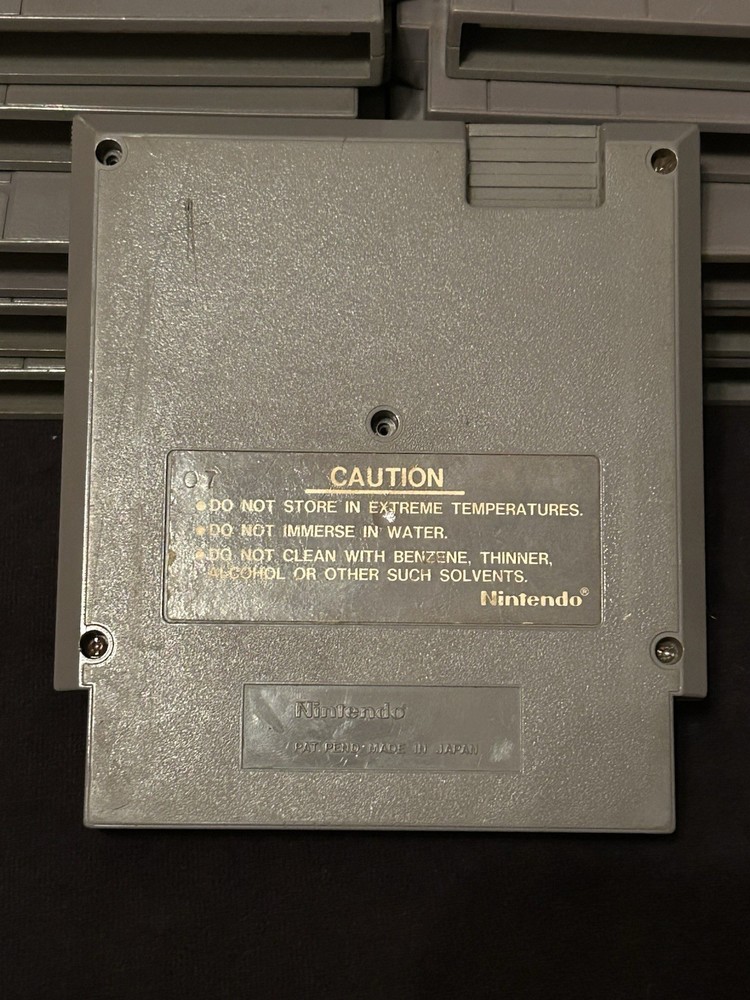 07
CAUTION
●DO NOT STORE IN EXTREME TEMPERATURES.
●DO NOT IMMERSE IN WATER.
●DO NOT CLEAN WITH BENZENE, THINNER,
ALCOHOL OR OTHER SUCH SOLVENTS.
Nintendo®
Nintendo
PAT. PEND・MADE IN JAPAN